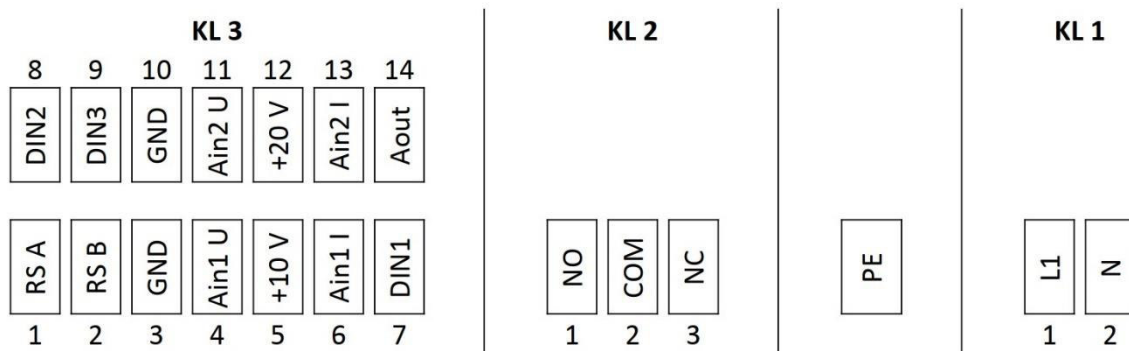 KL 3 KL 2 KL 1
8 9 10 11 12 13 14
DIN2 DIN3 GND Ain2 U +20 V Ain2 I Aout
RS A RS B GND Ain1 U +10 V Ain1 I DIN1 NO COM NC PE L1 N
1 2 3 4 5 6 7 1 2 3 1 2